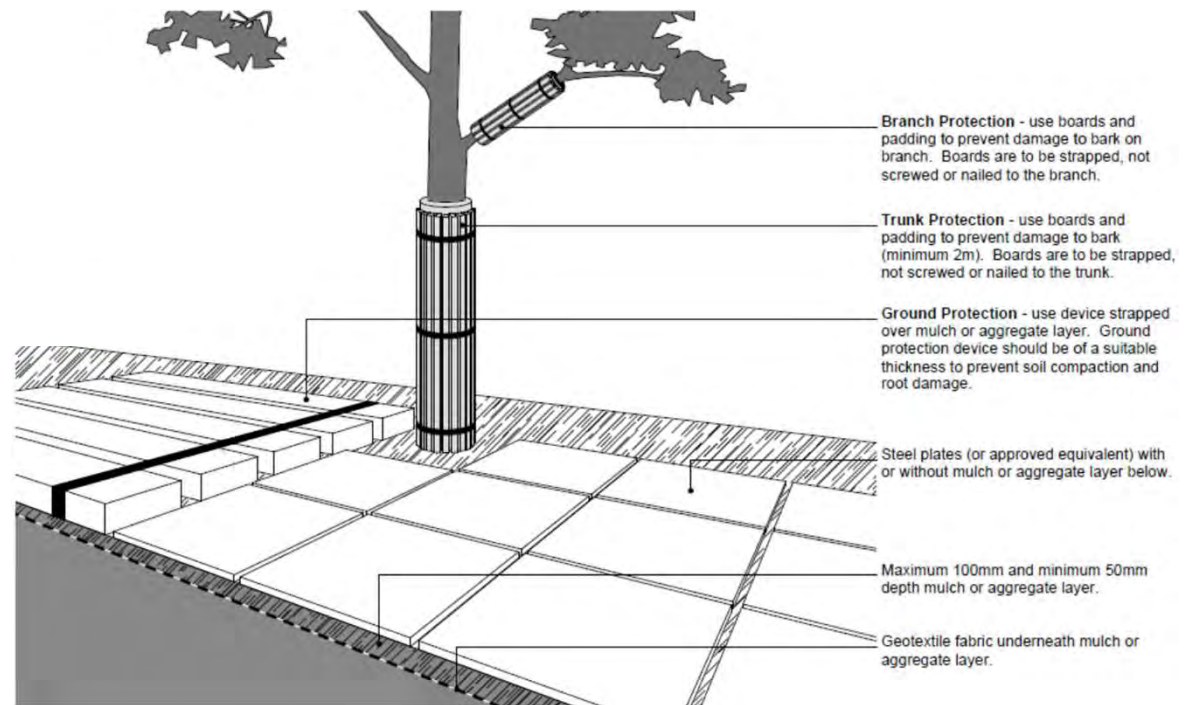 Branch Protection - use boards and
padding to prevent damage to bark on
branch. Boards are to be strapped, not
screwed or nailed to the branch.
Trunk Protection - use boards and
padding to prevent damage to bark
(minimum 2m). Boards are to be strapped,
not screwed or nailed to the trunk.
Ground Protection - use device strapped
over mulch or aggregate layer. Ground
protection device should be of a suitable
thickness to prevent soil compaction and
root damage.
Steel plates (or approved equivalent) with
or without mulch or aggregate layer below.
Maximum 100mm and minimum 50mm
depth mulch or aggregate layer.
Geotextile fabric underneath mulch or
aggregate layer.